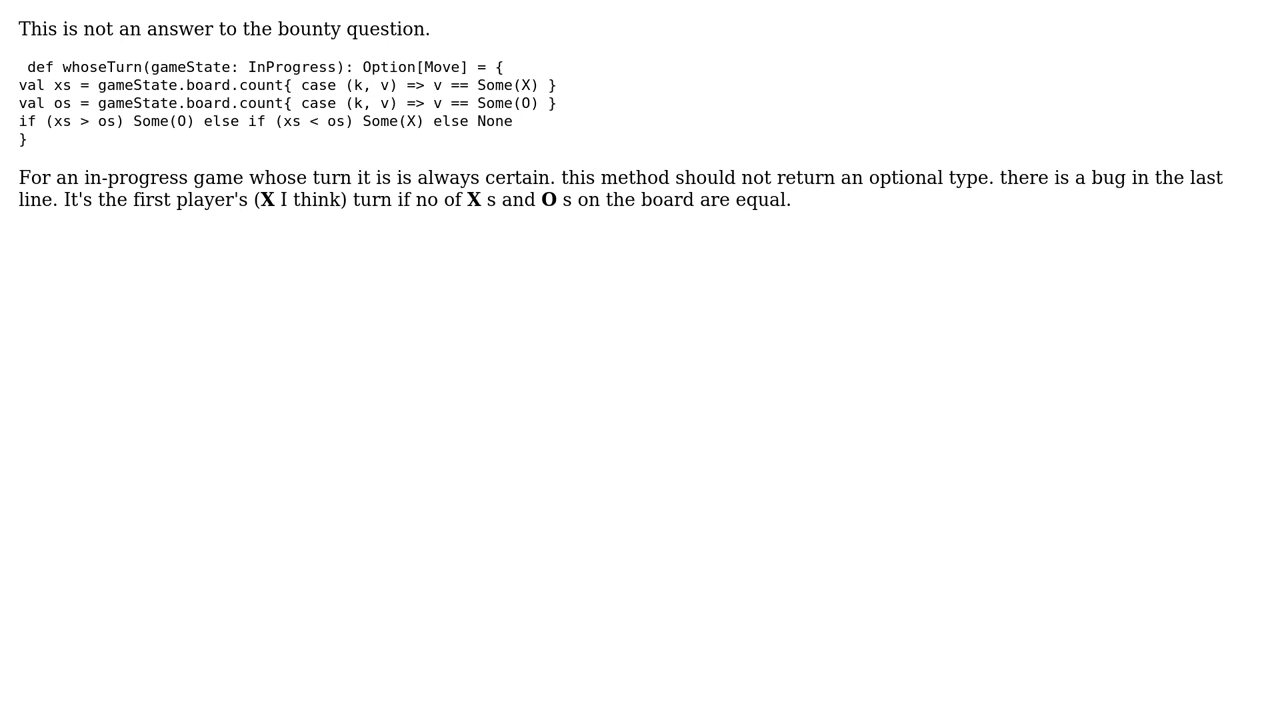 This is not an answer to the bounty question.
def whoseTurn(gameState: InProgress): Option[Move] = {
val xs = gameState.board.count{ case (k, v) => v == Some(X) }
val os = gameState.board.count{ case (k, v) => v == Some(O) }
if (xs > os) Some(O) else if (xs < os) Some(X) else None
}
For an in-progress game whose turn it is is always certain. this method should not return an optional type. there is a bug in the last
line. It's the first player's (X I think) turn if no of X s and O s on the board are equal.